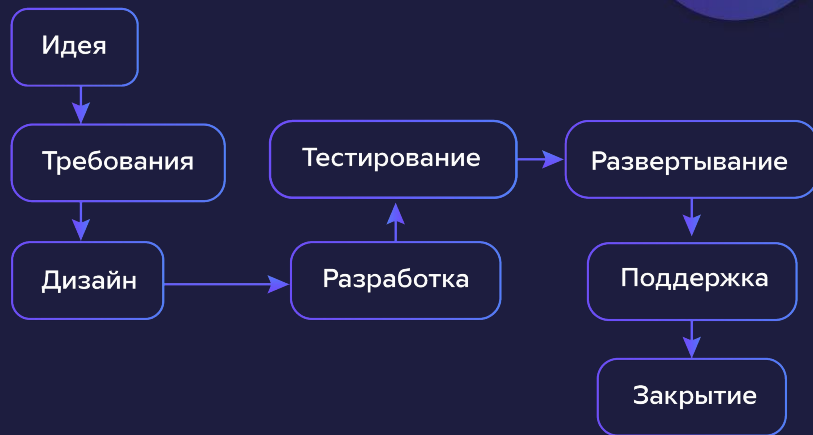 Идея
Требования
Дизайн
Разработка
Тестирование
Развертывание
Поддержка
Закрытие